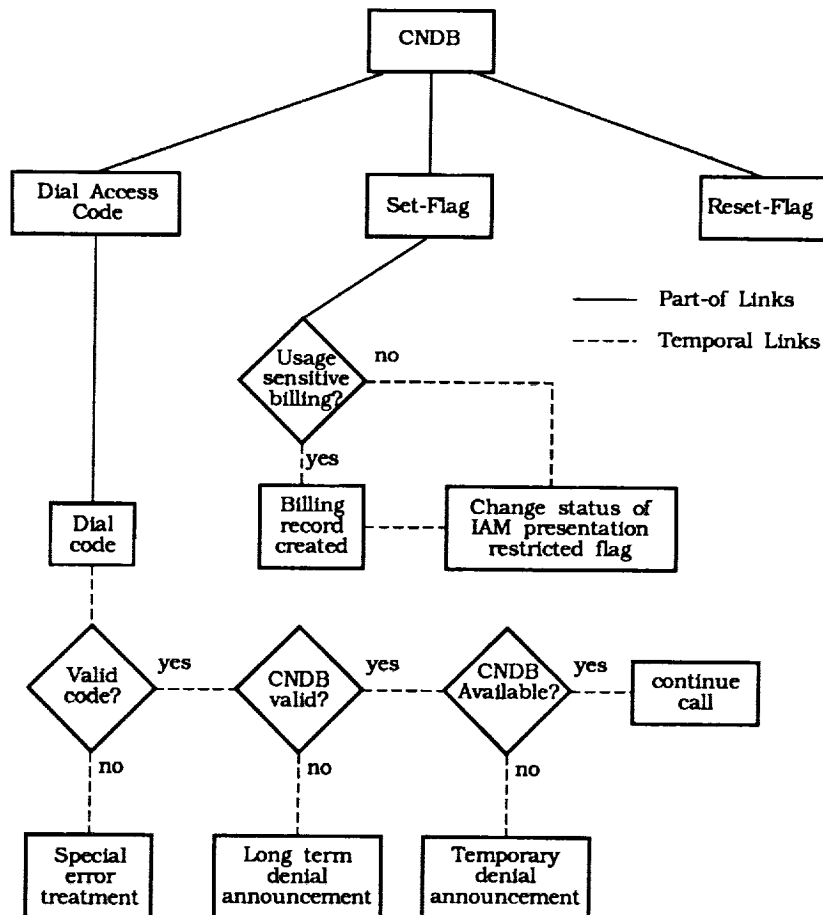 CNDB
Dial Access
Code
Set-Flag
Reset-Flag
Part-of Links
Temporal Links
Usage
sensitive
billing?
no
yes
Billing
record
created
Change status of
IAM presentation
restricted flag
Dial
code
Valid
code?
yes
CNDB
valid?
yes
CNDB
Available?
yes
continue
call
no
no
no
Special
error
treatment
Long term
denial
announcement
Temporary
denial
announcement